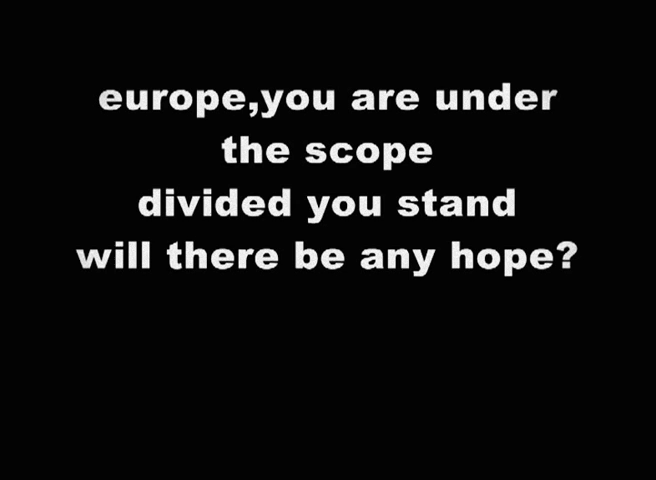 europe,you are under
the scope
divided you stand
will there be any hope?